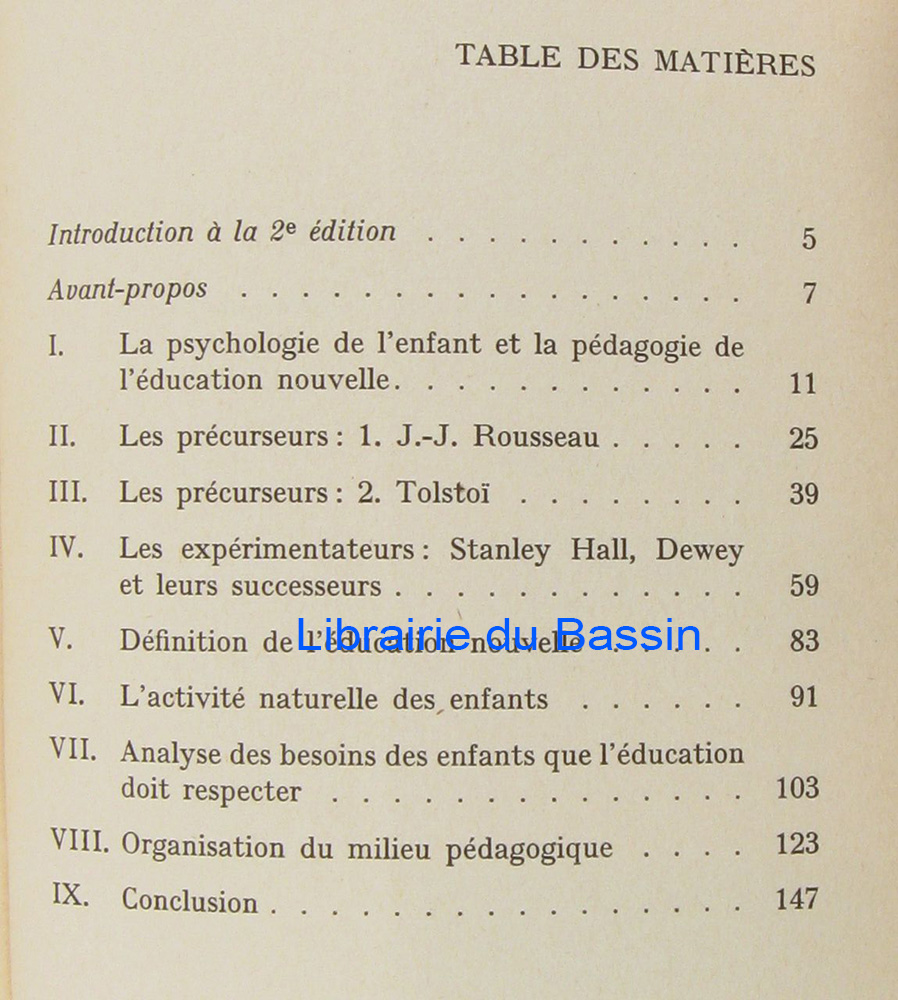 TABLE DES MATIÈRES
Introduction à la 2e édition . . . . . . . . . . . 5
Avant-propos . . . . . . . . . . . . . . . . . 7
I. La psychologie de l'enfant et la pédagogie de
l'éducation nouvelle. . . . . . . . . . . . 11
II. Les précurseurs : 1. J.-J. Rousseau . . . . . 25
III. Les précurseurs : 2. Tolstoï . . . . . . . . 39
IV. Les expérimentateurs : Stanley Hall, Dewey
et leurs successeurs . . . . . . . . . . . . 59
V. Définition de l'éducation nouvelle . . . . . 83
Librairie du Bassin
VI. L'activité naturelle des enfants . . . . . . 91
VII. Analyse des besoins des enfants que l'éducation
doit respecter . . . . . . . . . . . . . . 103
VIII. Organisation du milieu pédagogique . . . . 123
IX. Conclusion . . . . . . . . . . . . . . . . 147